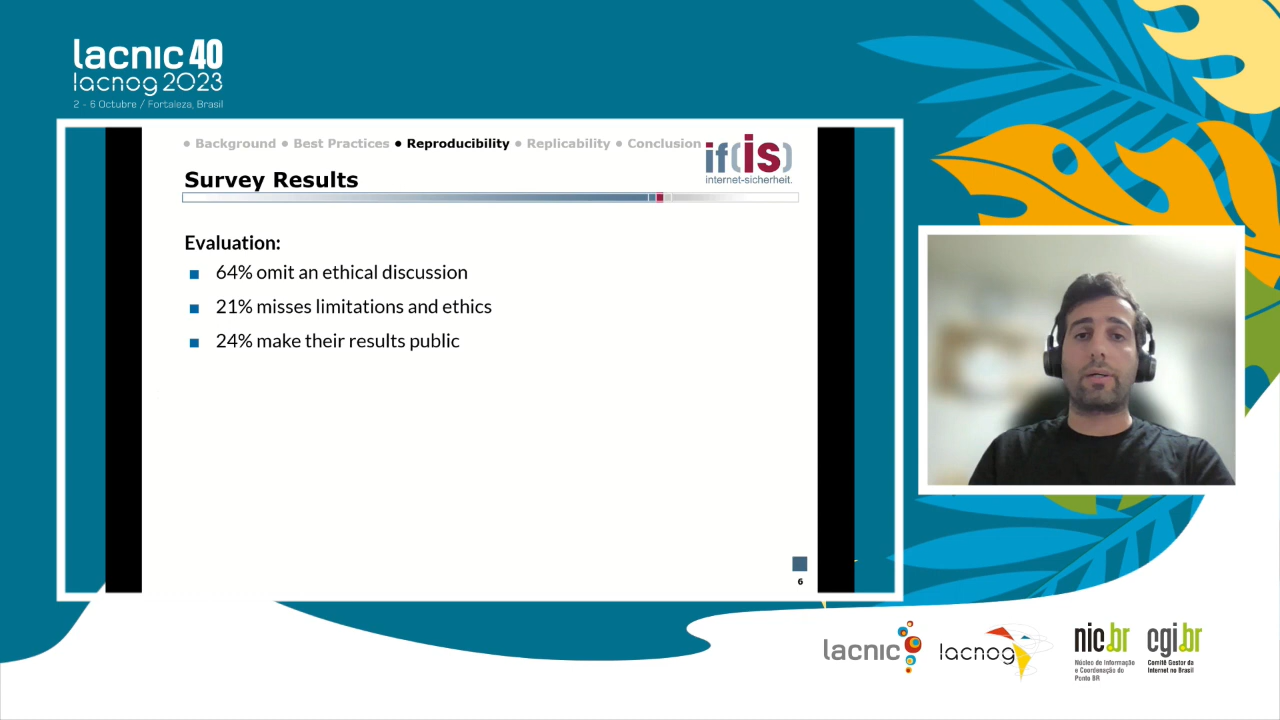 lacnic 40
lacnog 2023
2 - 6 Octubre / Fortaleza, Brasil
● Background ● Best Practices ● Reproducibility ● Replicability ● Conclusion
if(is)
internet-sicherheit.
Survey Results
Evaluation:
64% omit an ethical discussion
21% misses limitations and ethics
24% make their results public
6
lacnic
lacnog
nic.br
Núcleo de Informação
e Coordenação do
Ponto BR
cgi.br
Comitê Gestor da
Internet no Brasil